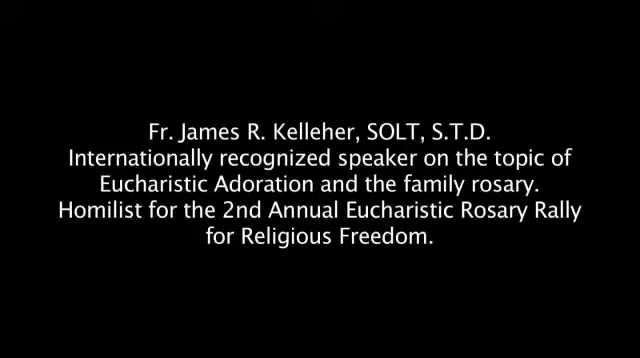 Fr. James R. Kelleher, SOLT, S.T.D.
Internationally recognized speaker on the topic of
Eucharistic Adoration and the family rosary.
Homilist for the 2nd Annual Eucharistic Rosary Rally
for Religious Freedom.